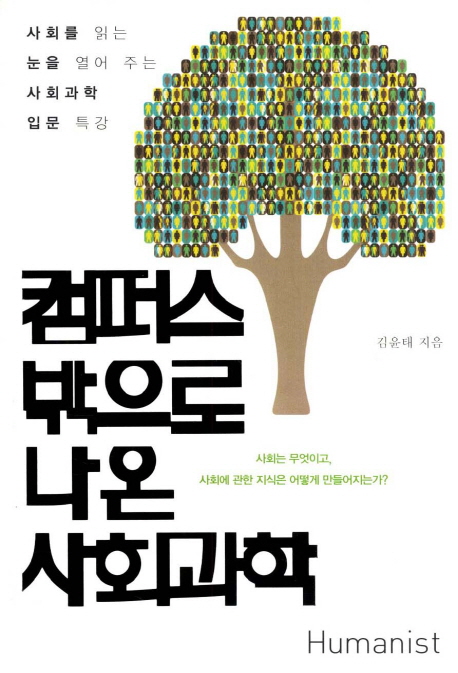 사회를 읽는
눈을 열어 주는
사회과학
입문 특강
캠퍼스
밖으로
나온
사회과학
김윤태 지음
사회는 무엇이고,
사회에 관한 지식은 어떻게 만들어지는가?
Humanist